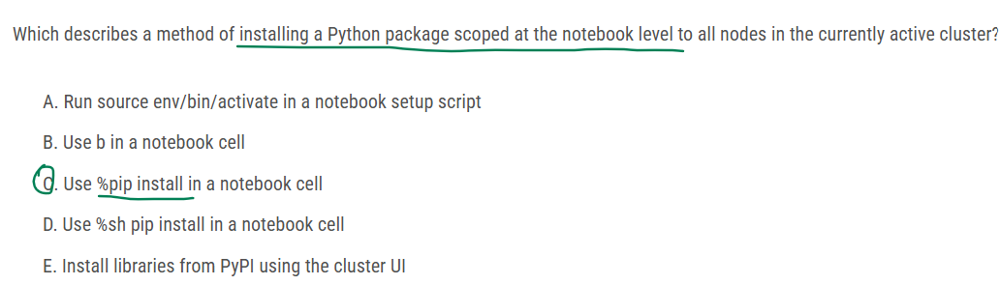 Which describes a method of installing a Python package scoped at the notebook level to all nodes in the currently active cluster?
A. Run source env/bin/activate in a notebook setup script
B. Use b in a notebook cell
C. Use %pip install in a notebook cell
D. Use %sh pip install in a notebook cell
E. Install libraries from PyPI using the cluster UI